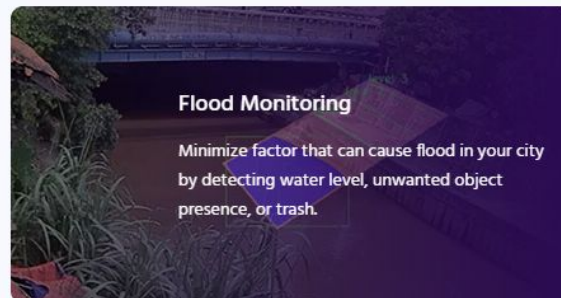 Flood Monitoring
Minimize factor that can cause flood in your city
by detecting water level, unwanted object
presence, or trash.